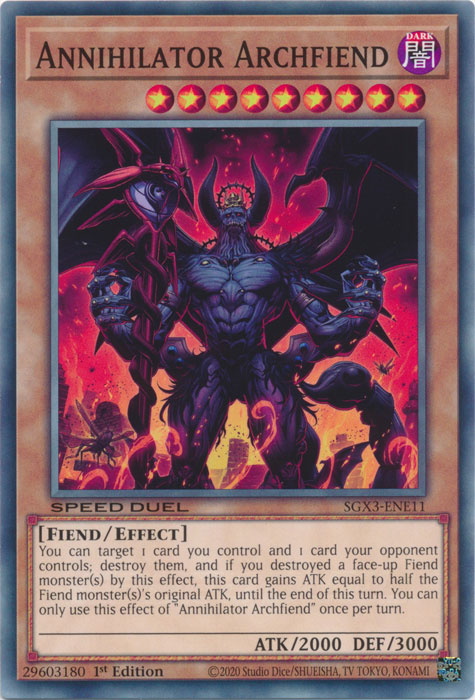 ANNIHILATOR ARCHFIEND
DARK
闇
SPEED DUEL
SGX3-ENE11
[FIEND/EFFECT]
You can target 1 card you control and 1 card your opponent
controls; destroy them, and if you destroyed a face-up Fiend
monster(s) by this effect, this card gains ATK equal to half the
Fiend monster(s)'s original ATK, until the end of this turn. You can
only use this effect of "Annihilator Archfiend" once per turn.
ATK/2000 DEF/3000
29603180 1st Edition ©2020 Studio Dice/SHUEISHA, TV TOKYO, KONAMI